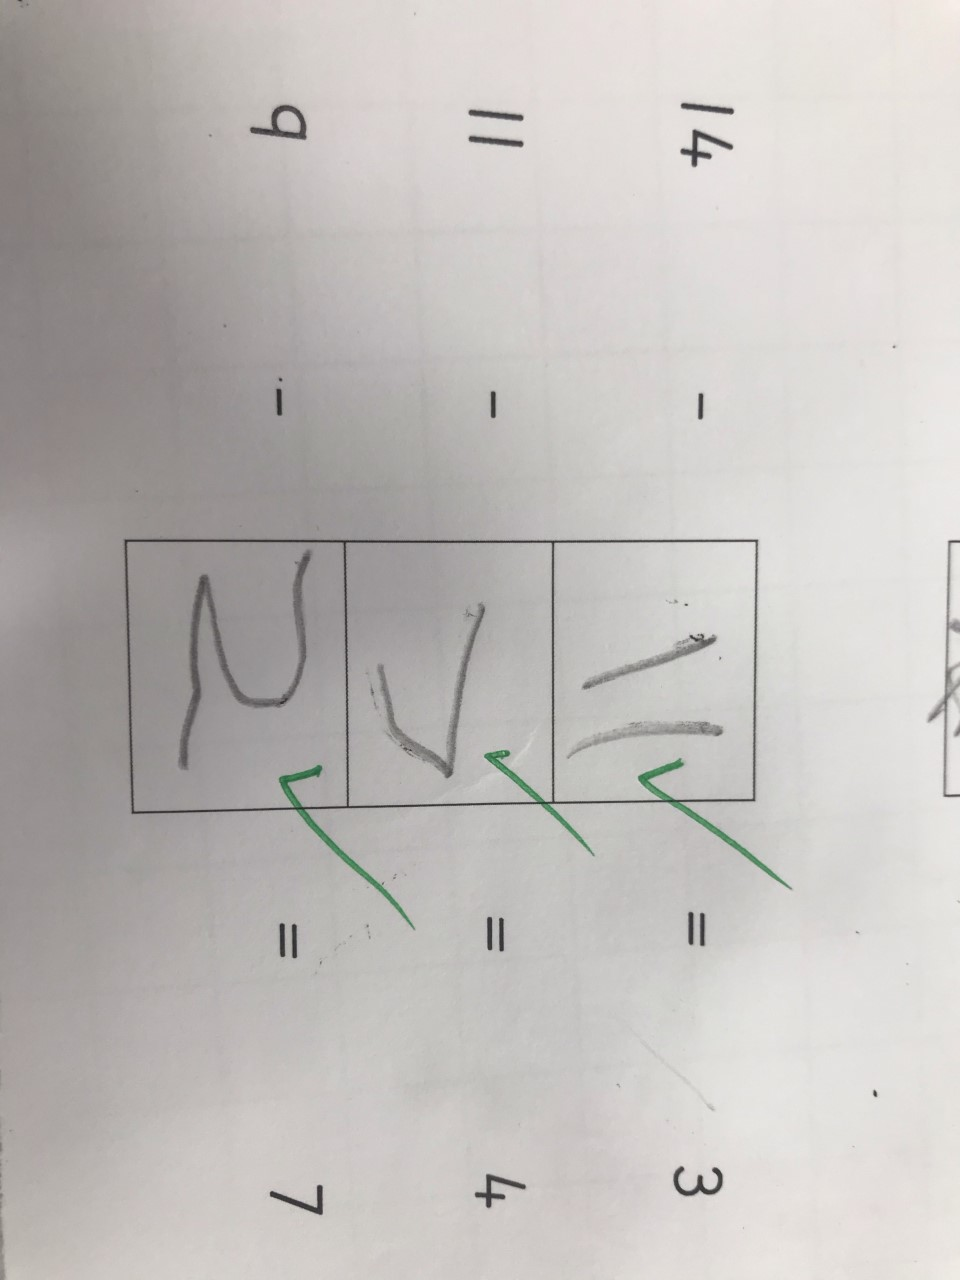 14 - 11 = 3
11 - 7 = 4
9 - 2 = 7